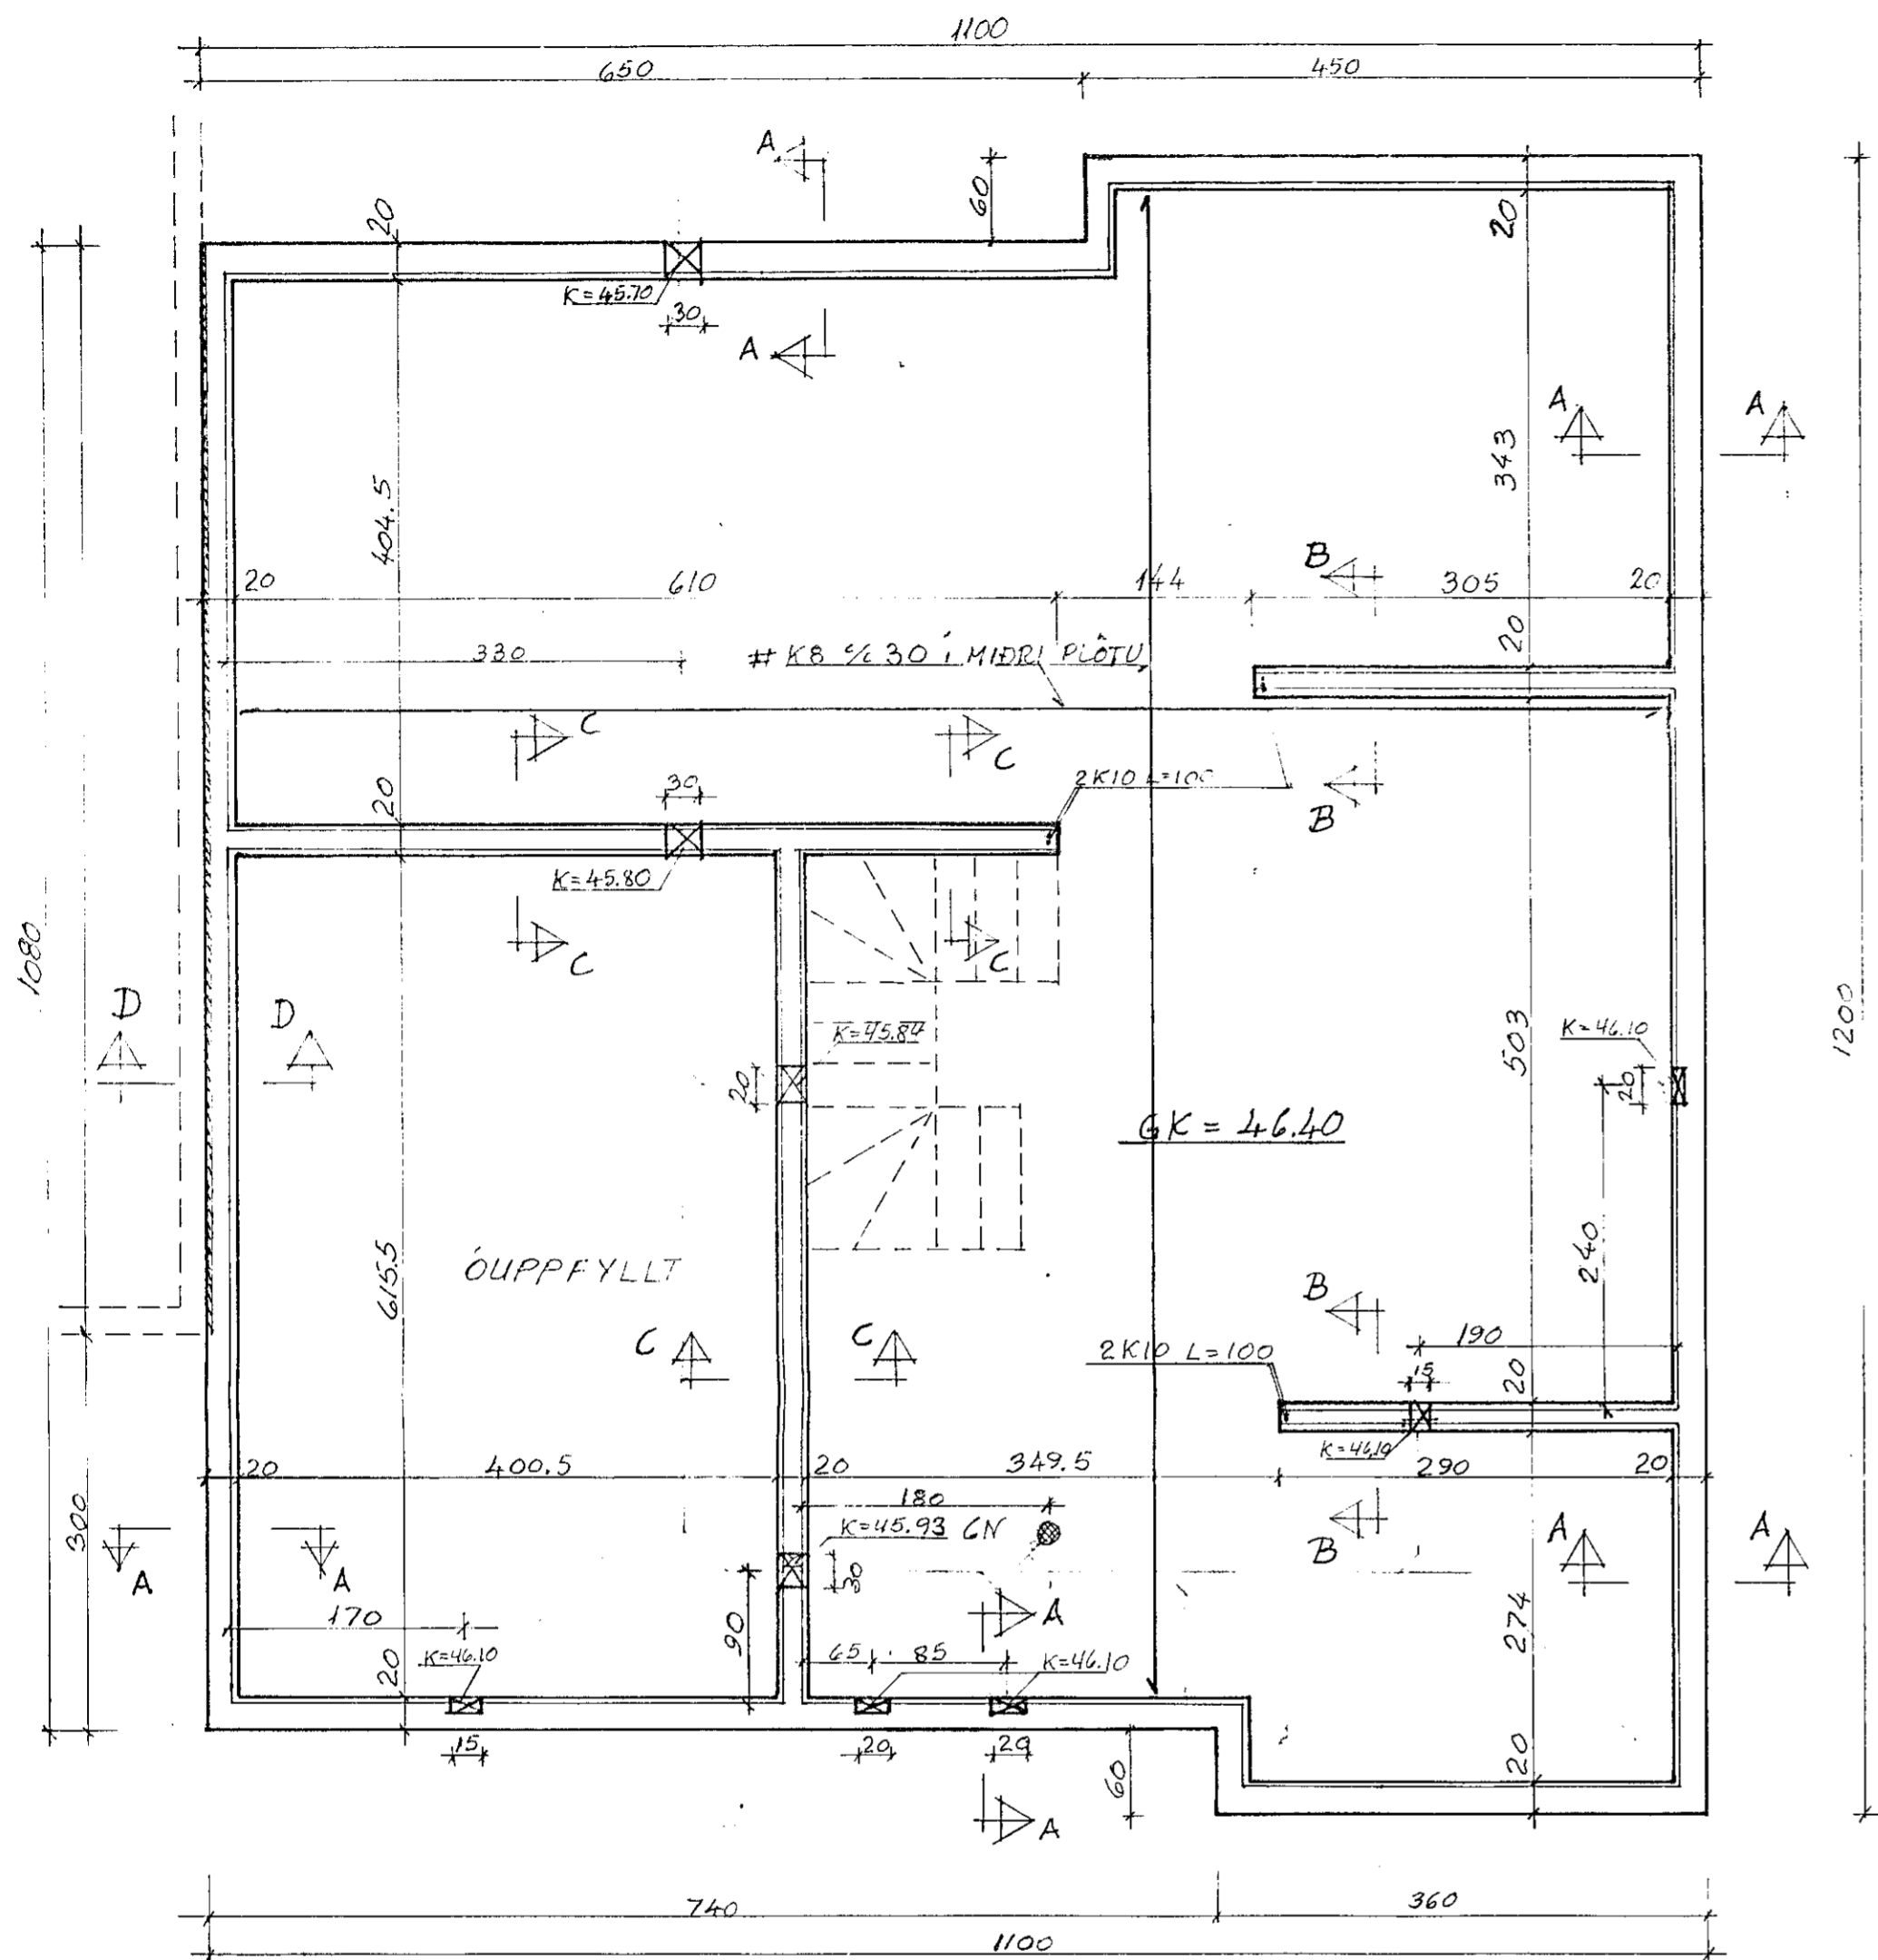 1100
650
450
A
60
20
20
K=45.70
30
A
A
A
343
404.5
B
20
610
144
305
20
20
330
# K8 c/c 30 Í MIÐRI PLÖTU
C
C
30
2K10 L=100
20
B
K=45.80
C
C
1080
D
D
K=45.84
503
K=46.10
1200
20
20
GK = 46.40
240
615.5
ÓUPPFYLLT
B
C
C
190
2K10 L=100
15
20
K=46.10
20
400.5
20
349.5
290
20
180
300
K=45.93 GN
A
A
B
A
A
30
170
A
274
90
65
85
K=46.10
K=46.10
20
15
20
20
60
20
A
740
360
1100